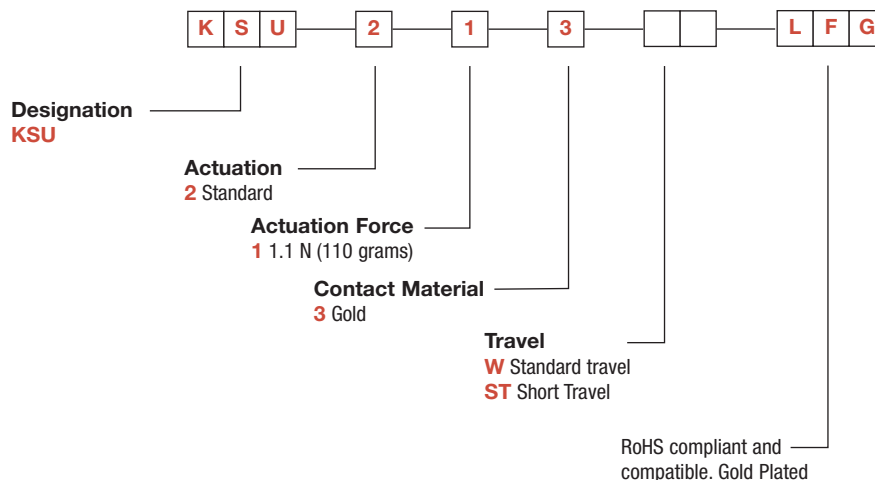 K S U 2 1 3 L F G
Designation
KSU
Actuation
2 Standard
Actuation Force
1 1.1 N (110 grams)
Contact Material
3 Gold
Travel
W Standard travel
ST Short Travel
RoHS compliant and
compatible. Gold Plated